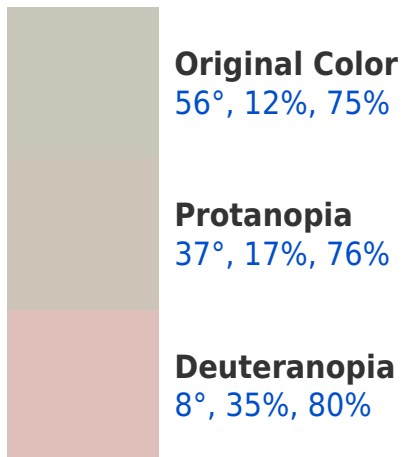 Original Color
56°, 12%, 75%
Protanopia
37°, 17%, 76%
Deuteranopia
8°, 35%, 80%